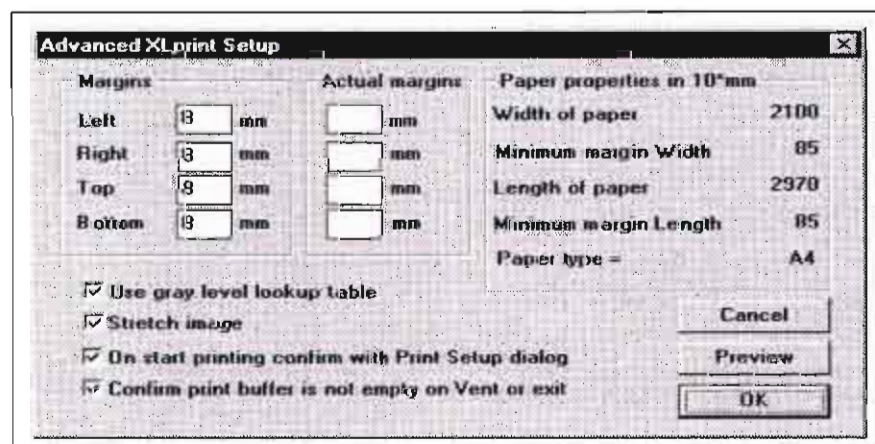 Advanced XLprint Setup
Margins Actual margins Paper properties in 10*mm
Left 8 mm mm Width of paper 2100
Right 8 mm mm Minimum margin Width 85
Top 8 mm mm Length of paper 2970
Bottom 8 mm mm Minimum margin Length 85
Paper type = A4
Use gray level lookup table
Stretch image
Cancel
On start printing confirm with Print Setup dialog
Preview
Confirm print buffer is not empty on Vent or exit
OK